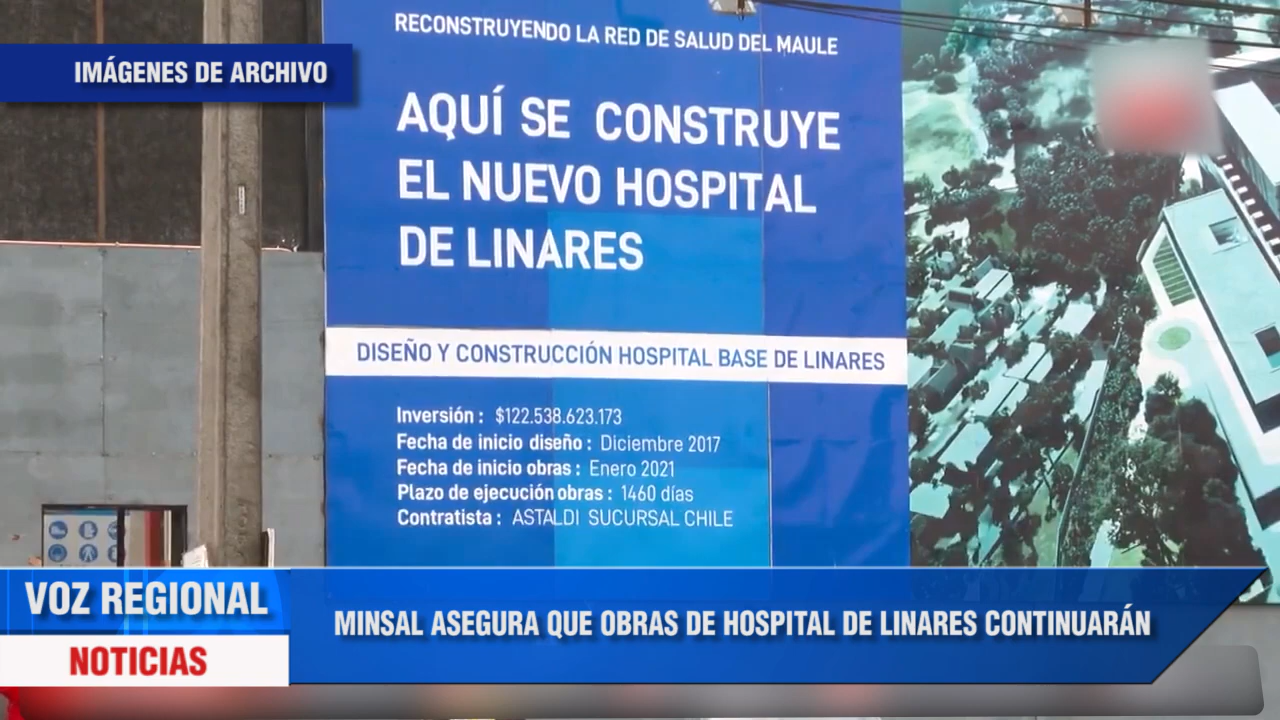 IMÁGENES DE ARCHIVO
RECONSTRUYENDO LA RED DE SALUD DEL MAULE
AQUÍ SE CONSTRUYE
EL NUEVO HOSPITAL
DE LINARES
DISEÑO Y CONSTRUCCIÓN HOSPITAL BASE DE LINARES
Inversión : $122.538.623.173
Fecha de inicio diseño : Diciembre 2017
Fecha de inicio obras : Enero 2021
Plazo de ejecución obras : 1460 días
Contratista : ASTALDI SUCURSAL CHILE
VOZ REGIONAL
NOTICIAS
MINSAL ASEGURA QUE OBRAS DE HOSPITAL DE LINARES CONTINUARÁN